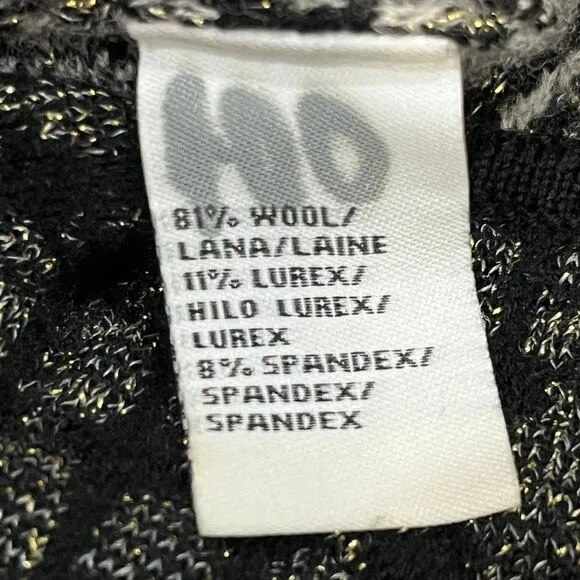 HO
81% WOOL/
LANA/LAINE
11% LUREX/
HILO LUREX/
LUREX
8% SPANDEX/
SPANDEX/
SPANDEX